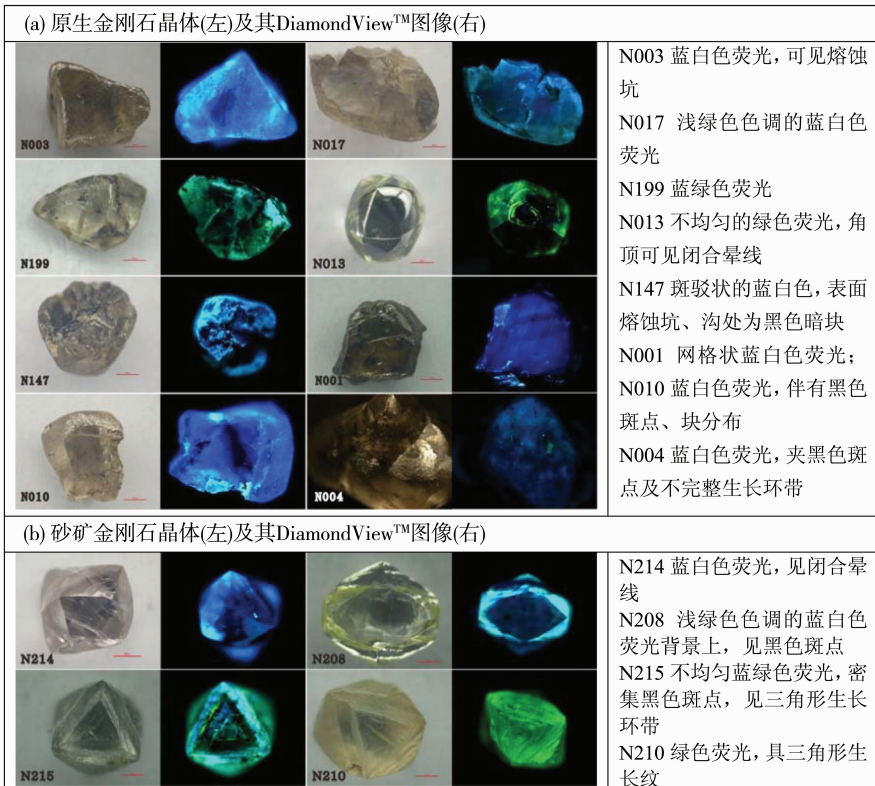 (a) 原生金刚石晶体(左)及其DiamondView™图像(右)
N003
N017
N199
N013
N147
N001
N010
N004
N003 蓝白色荧光，可见熔蚀
坑
N017 浅绿色色调的蓝白色
荧光
N199 蓝绿色荧光
N013 不均匀的绿色荧光，角
顶可见闭合晕线
N147 斑驳状的蓝白色，表面
熔蚀坑、沟处为黑色暗块
N001 网格状蓝白色荧光；
N010 蓝白色荧光，伴有黑色
斑点、块分布
N004 蓝白色荧光，夹黑色斑
点及不完整生长环带
(b) 砂矿金刚石晶体(左)及其DiamondView™图像(右)
N214
N208
N215
N210
N214 蓝白色荧光，见闭合晕
线
N208 浅绿色色调的蓝白色
荧光背景上，见黑色斑点
N215 不均匀蓝绿色荧光，密
集黑色斑点，见三角形生长
环带
N210 绿色荧光，具三角形生
长纹